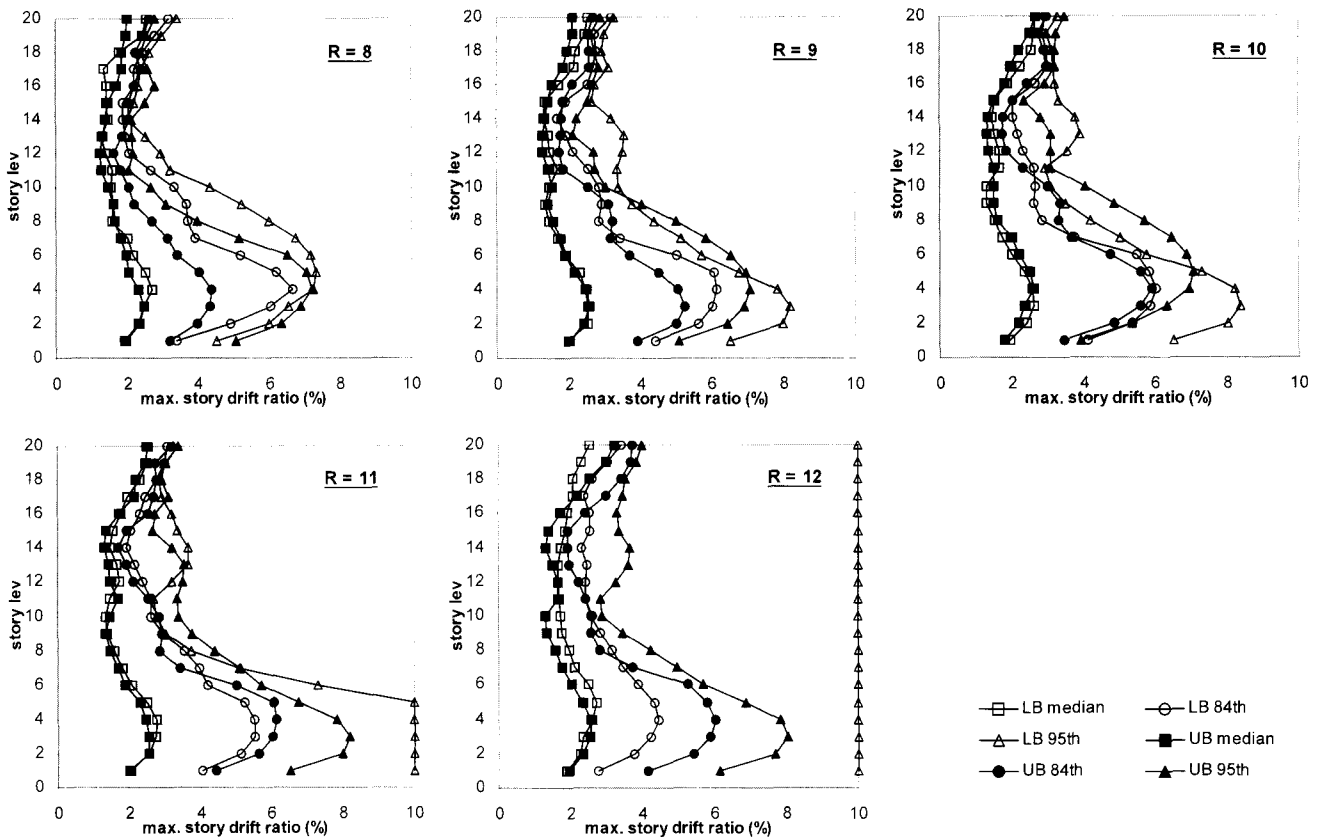 R = 8
R = 9
R = 10
story lev
20
18
16
14
12
10
8
6
4
2
0
0 2 4 6 8 10
max. story drift ratio (%)
story lev
20
18
16
14
12
10
8
6
4
2
0
0 2 4 6 8 10
max. story drift ratio (%)
story lev
20
18
16
14
12
10
8
6
4
2
0
0 2 4 6 8 10
max. story drift ratio (%)
R = 11
R = 12
story lev
20
18
16
14
12
10
8
6
4
2
0
0 2 4 6 8 10
max. story drift ratio (%)
story lev
20
18
16
14
12
10
8
6
4
2
0
0 2 4 6 8 10
max. story drift ratio (%)
LB median
LB 84th
LB 95th
UB median
UB 84th
UB 95th